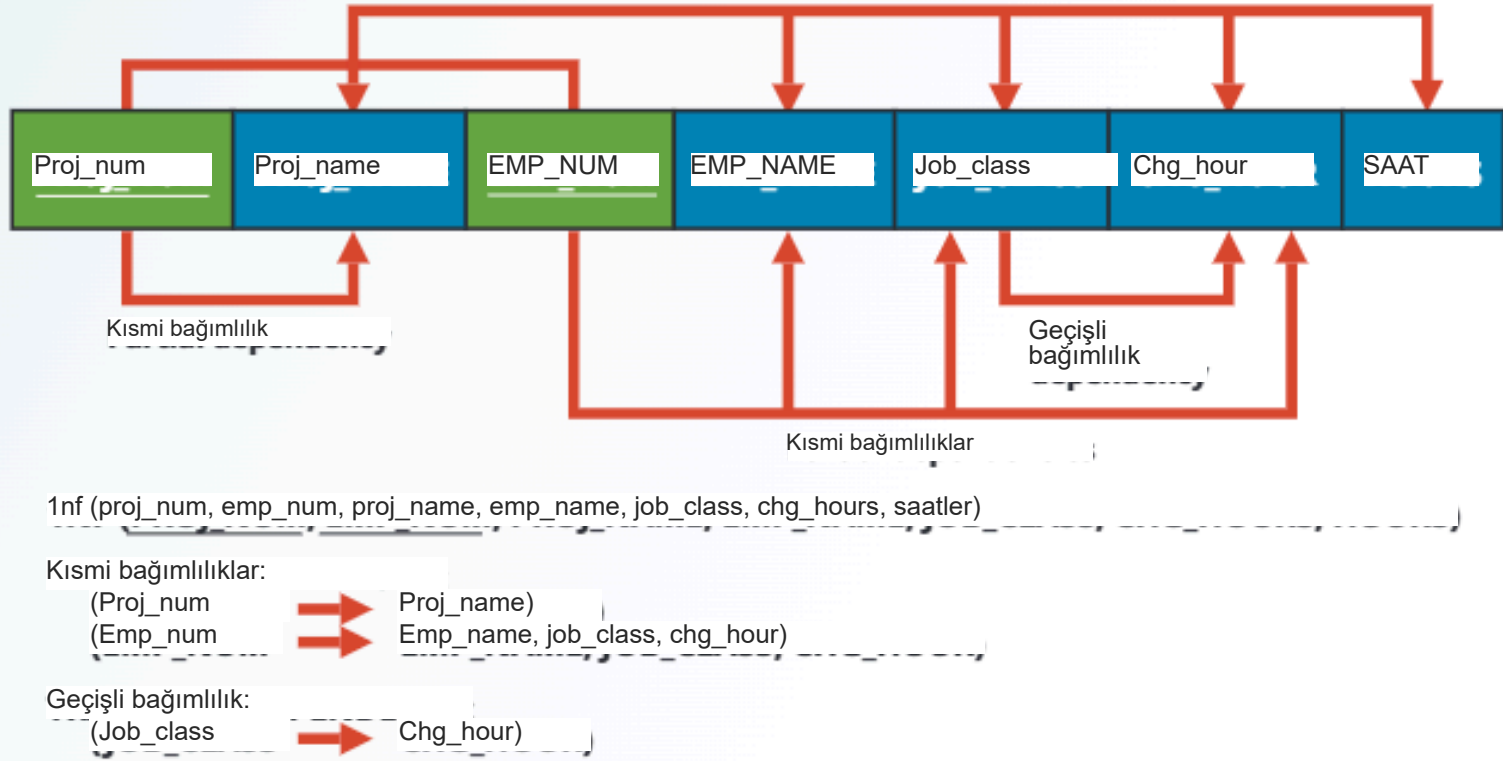 Proj_num
Proj_name
EMP_NUM
EMP_NAME
Job_class
Chg_hour
SAAT
Kısmi bağımlılık
Geçişli
bağımlılık
Kısmi bağımlılıklar
1nf (proj_num, emp_num, proj_name, emp_name, job_class, chg_hours, saatler)
Kısmi bağımlılıklar:
(Proj_num Proj_name)
(Emp_num Emp_name, job_class, chg_hour)
Geçişli bağımlılık:
(Job_class Chg_hour)